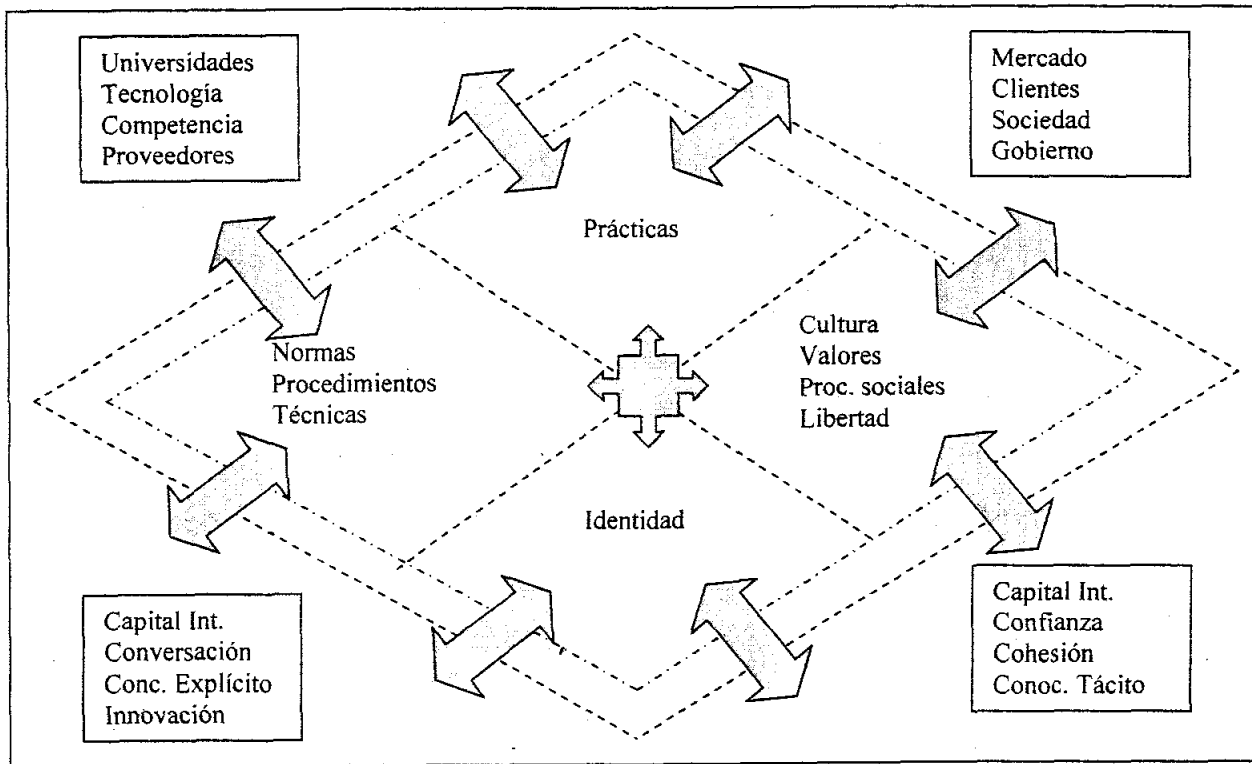 Universidades
Tecnología
Competencia
Proveedores
Mercado
Clientes
Sociedad
Gobierno
Prácticas
Normas
Procedimientos
Técnicas
Cultura
Valores
Proc. sociales
Libertad
Identidad
Capital Int.
Conversación
Conc. Explícito
Innovación
Capital Int.
Confianza
Cohesión
Conoc. Tácito